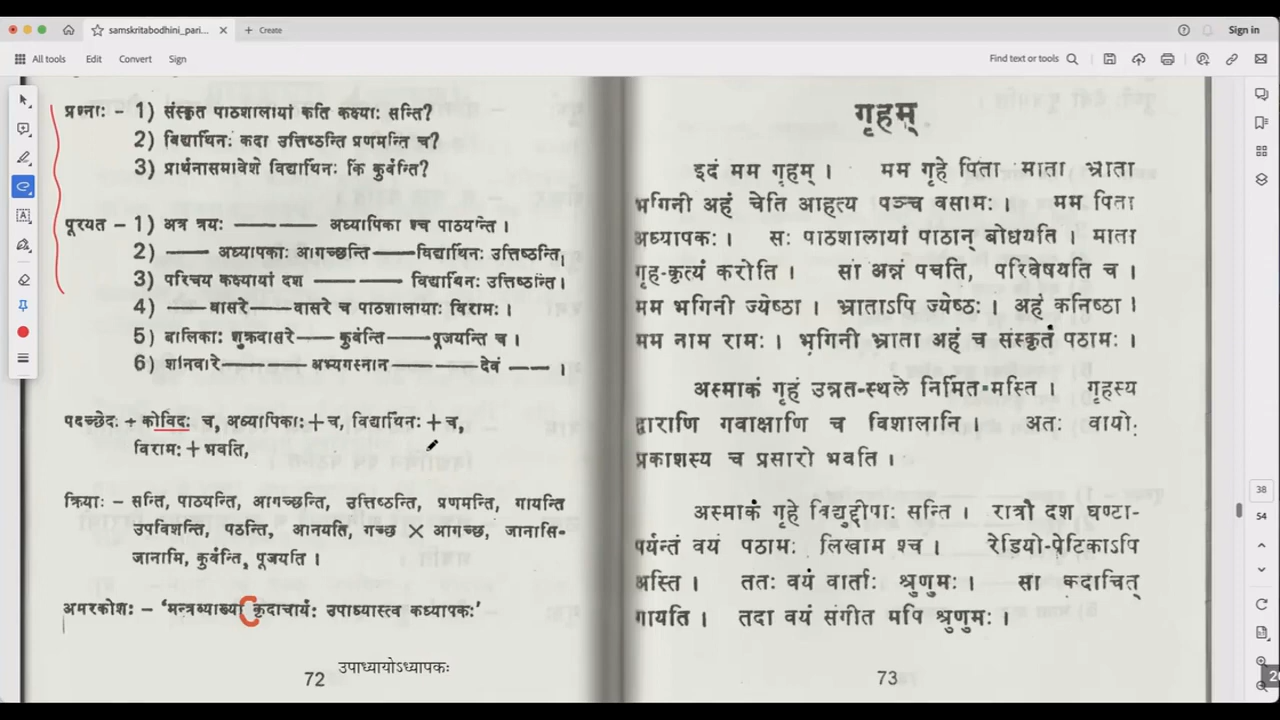 samskritabodhini_pari...
Create
Sign in
All tools
Edit
Convert
Sign
Find text or tools
प्रश्नाः - 1) संस्कृत पाठशालायां कति कक्ष्याः सन्ति?
2) विद्यार्थिनः कदा उत्तिष्ठन्ति प्रणमन्ति च?
3) प्रार्थनासमावेशे विद्यार्थिनः किं कुर्वन्ति?
पूरयत - 1) अत्र त्रयः —— —— अध्यापिका श्च पाठयन्ति ।
2) —— अध्यापकाः आगच्छन्ति —— विद्यार्थिनः उत्तिष्ठन्ति,
3) परिचय कक्ष्यायां दश —— —— विद्यार्थिनः उत्तिष्ठन्ति ।
4) —— वासरे —— वासरे च पाठशालायाः विरामः ।
5) बालिकाः शुक्रवासरे —— कुर्वन्ति —— पूजयन्ति च ।
6) शनिवारे —— अभ्यगस्नान —— —— देवं —— ।
पदच्छेदः + कोविदः च, अध्यापिकाः + च, विद्यार्थिनः + च,
विरामः + भवति,
क्रियाः - सन्ति, पाठयन्ति, आगच्छन्ति, उत्तिष्ठन्ति, प्रणमन्ति, गायन्ति
उपविशन्ति, पठन्ति, आनयति, गच्छ × आगच्छ, जानासि-
जानामि, कुर्वन्ति, पूजयति ।
अमरकोशः - 'मन्त्रव्याख्या कृदाचार्यः उपाध्यास्त्व कध्यापकः'
उपाध्यायोऽध्यापकः
72
गृहम्
इदं मम गृहम् । मम गृहे पिता माता भ्राता
भगिनी अहं चेति आहत्य पञ्च वसामः । मम पिता
अध्यापकः । सः पाठशालायां पाठान् बोधयति । माता
गृह-कृत्यं करोति । सा अन्नं पचति, परिवेषयति च ।
मम भगिनी ज्येष्ठा । भ्राताऽपि ज्येष्ठः । अहं कनिष्ठा ।
मम नाम रामः । भगिनी भ्राता अहं च संस्कृतं पठामः ।
अस्माकं गृहं उन्नत-स्थले निर्मित-मस्ति । गृहस्य
द्वाराणि गवाक्षाणि च विशालानि । अतः वायोः
प्रकाशस्य च प्रसारो भवति ।
अस्माकं गृहे विद्युद्दीपाः सन्ति । रात्रौ दश घण्टा-
पर्यन्तं वयं पठामः लिखाम श्च । रेडियो-पेटिकाऽपि
अस्ति । ततः वयं वार्ताः श्रुणुमः । सा कदाचित्
गायति । तदा वयं संगीत मपि श्रुणुमः ।
73
38
54